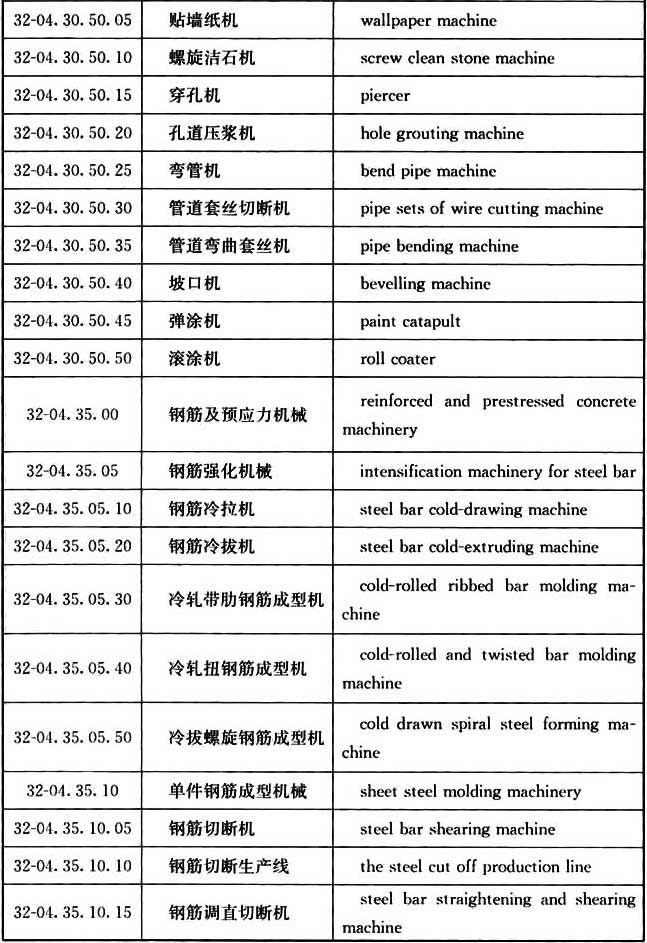 32-04. 30. 50. 05 贴墙纸机 wallpaper machine
32-04. 30. 50. 10 螺旋洁石机 screw clean stone machine
32-04. 30. 50. 15 穿孔机 piercer
32-04. 30. 50. 20 孔道压浆机 hole grouting machine
32-04. 30. 50. 25 弯管机 bend pipe machine
32-04. 30. 50. 30 管道套丝切断机 pipe sets of wire cutting machine
32-04. 30. 50. 35 管道弯曲套丝机 pipe bending machine
32-04. 30. 50. 40 坡口机 bevelling machine
32-04. 30. 50. 45 弹涂机 paint catapult
32-04. 30. 50. 50 滚涂机 roll coater
32-04. 35. 00 钢筋及预应力机械 reinforced and prestressed concrete
machinery
32-04. 35. 05 钢筋强化机械 intensification machinery for steel bar
32-04. 35. 05. 10 钢筋冷拉机 steel bar cold-drawing machine
32-04. 35. 05. 20 钢筋冷拔机 steel bar cold-extruding machine
32-04. 35. 05. 30 冷轧带肋钢筋成型机 cold-rolled ribbed bar molding ma-
chine
32-04. 35. 05. 40 冷轧扭钢筋成型机 cold-rolled and twisted bar molding
machine
32-04. 35. 05. 50 冷拔螺旋钢筋成型机 cold drawn spiral steel forming ma-
chine
32-04. 35. 10 单件钢筋成型机械 sheet steel molding machinery
32-04. 35. 10. 05 钢筋切断机 steel bar shearing machine
32-04. 35. 10. 10 钢筋切断生产线 the steel cut off production line
32-04. 35. 10. 15 钢筋调直切断机 steel bar straightening and shearing
machine